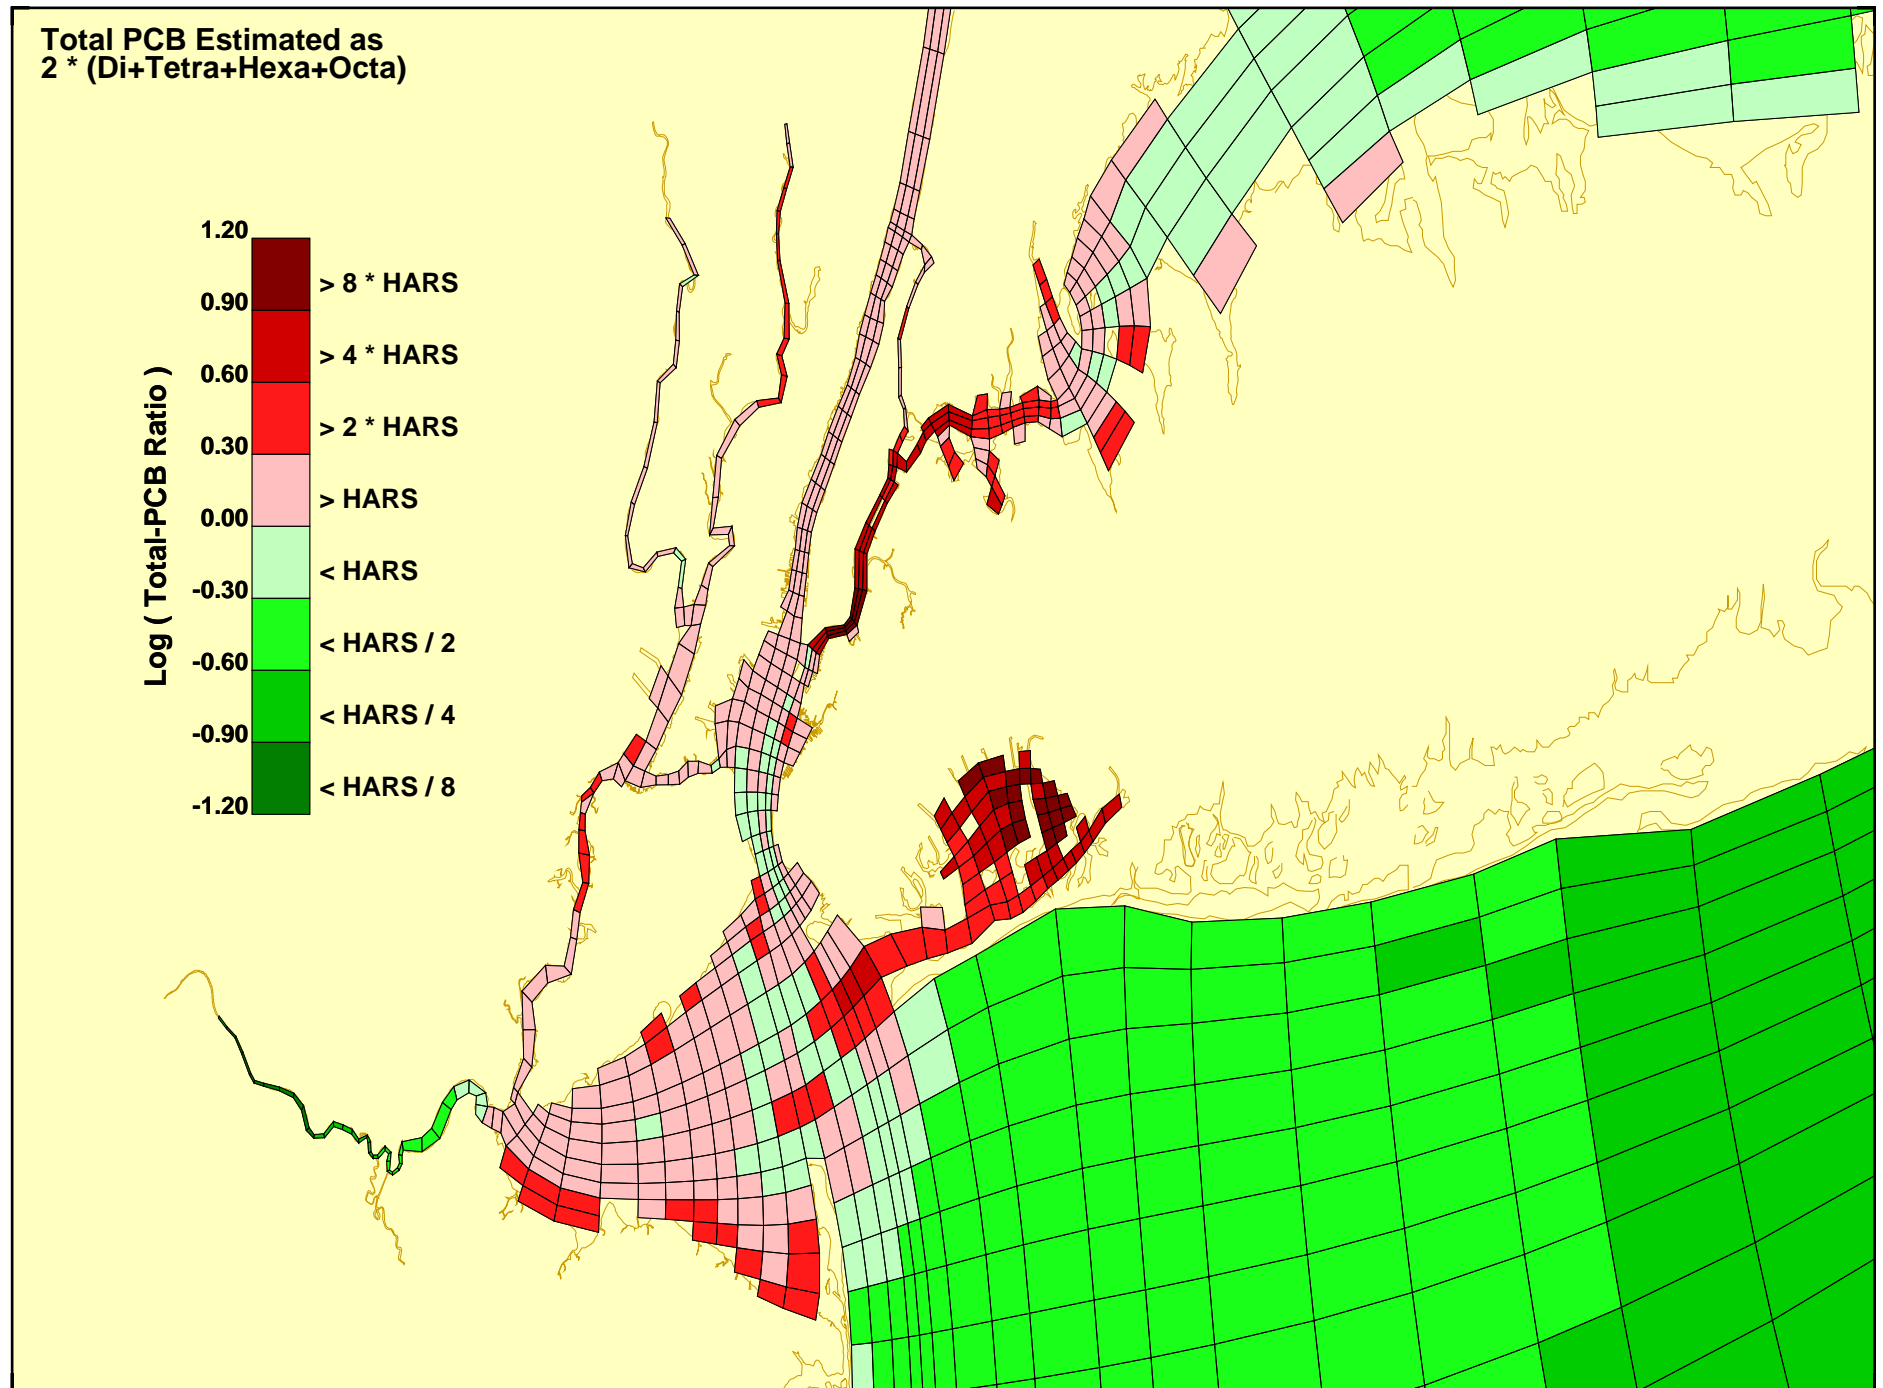 Total PCB Estimated as
2 * (Di+Tetra+Hexa+Octa)
Log ( Total-PCB Ratio )
1.20
> 8 * HARS
0.90
> 4 * HARS
0.60
> 2 * HARS
0.30
> HARS
0.00
< HARS
-0.30
< HARS / 2
-0.60
< HARS / 4
-0.90
< HARS / 8
-1.20